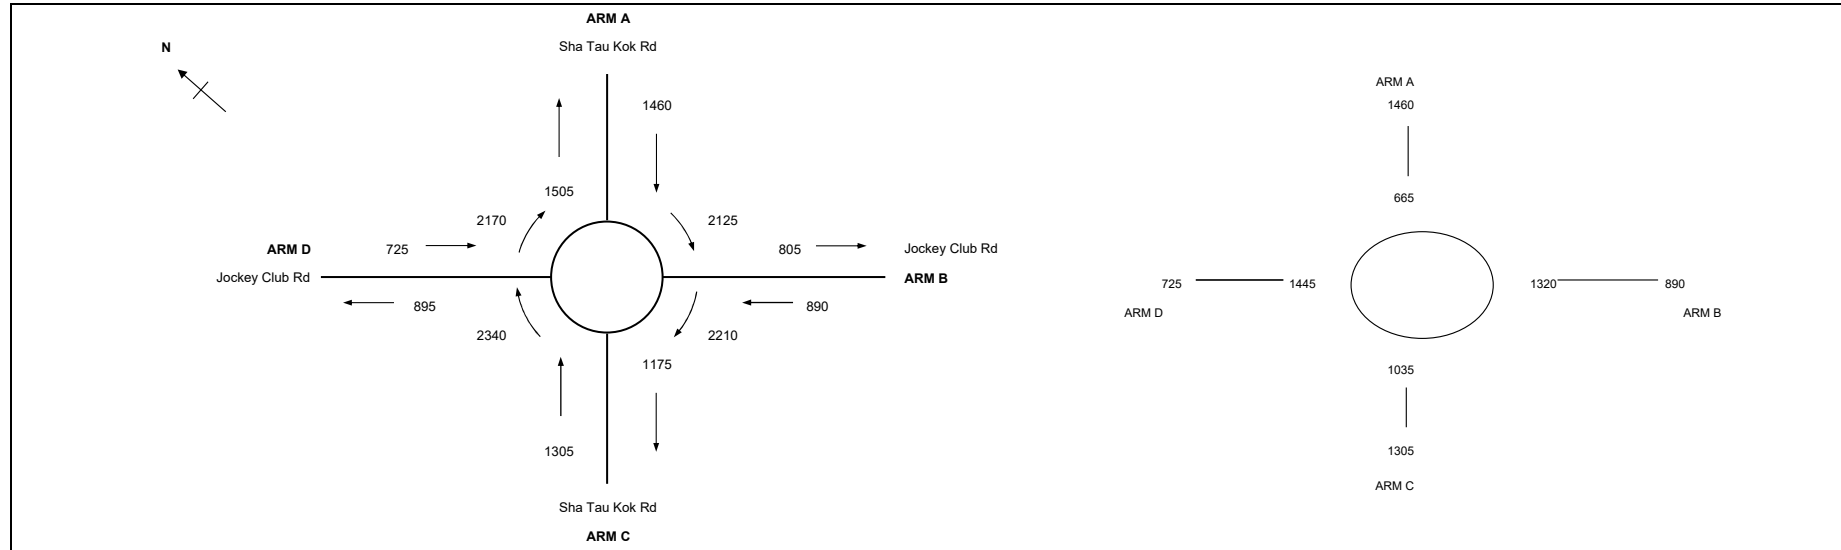 ARM A
Sha Tau Kok Rd
N
1460
1505
2170
2125
ARM D
725
805
Jockey Club Rd
Jockey Club Rd
ARM B
895
890
2340
2210
1175
1305
Sha Tau Kok Rd
ARM C
ARM A
1460
665
725
1445
1320
890
ARM D
ARM B
1035
1305
ARM C